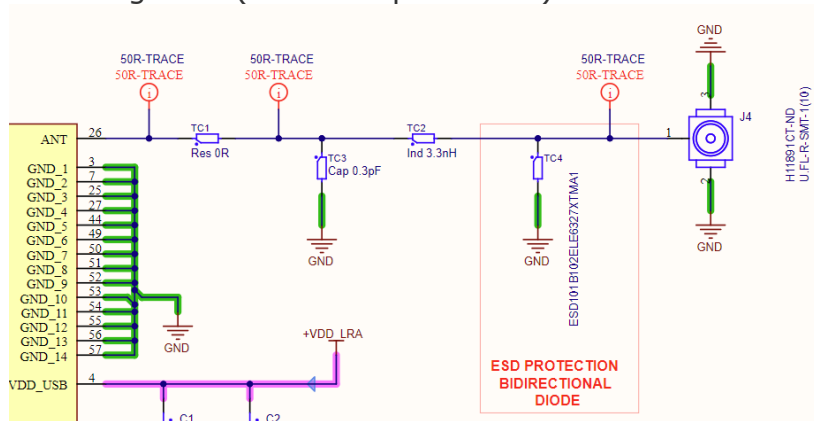 GND
50R-TRACE
50R-TRACE
50R-TRACE
50R-TRACE
50R-TRACE
50R-TRACE
3
J4
ANT
26
TC1
Res 0R
TC2
Ind 3.3nH
1
TC3
Cap 0.3pF
TC4
2
H11891CT-ND
U.FL-R-SMT-1(10)
ESD101B102ELE6327XTMA1
GND
GND
GND
GND_1 3
GND_2 7
GND_3 25
GND_4 27
GND_5 44
GND_6 49
GND_7 50
GND_8 51
GND_9 52
GND_10 53
GND_11 54
GND_12 55
GND_13 56
GND_14 57
GND
+VDD_LRA
VDD_USB 4
C1
C2
ESD PROTECTION
BIDIRECTIONAL
DIODE